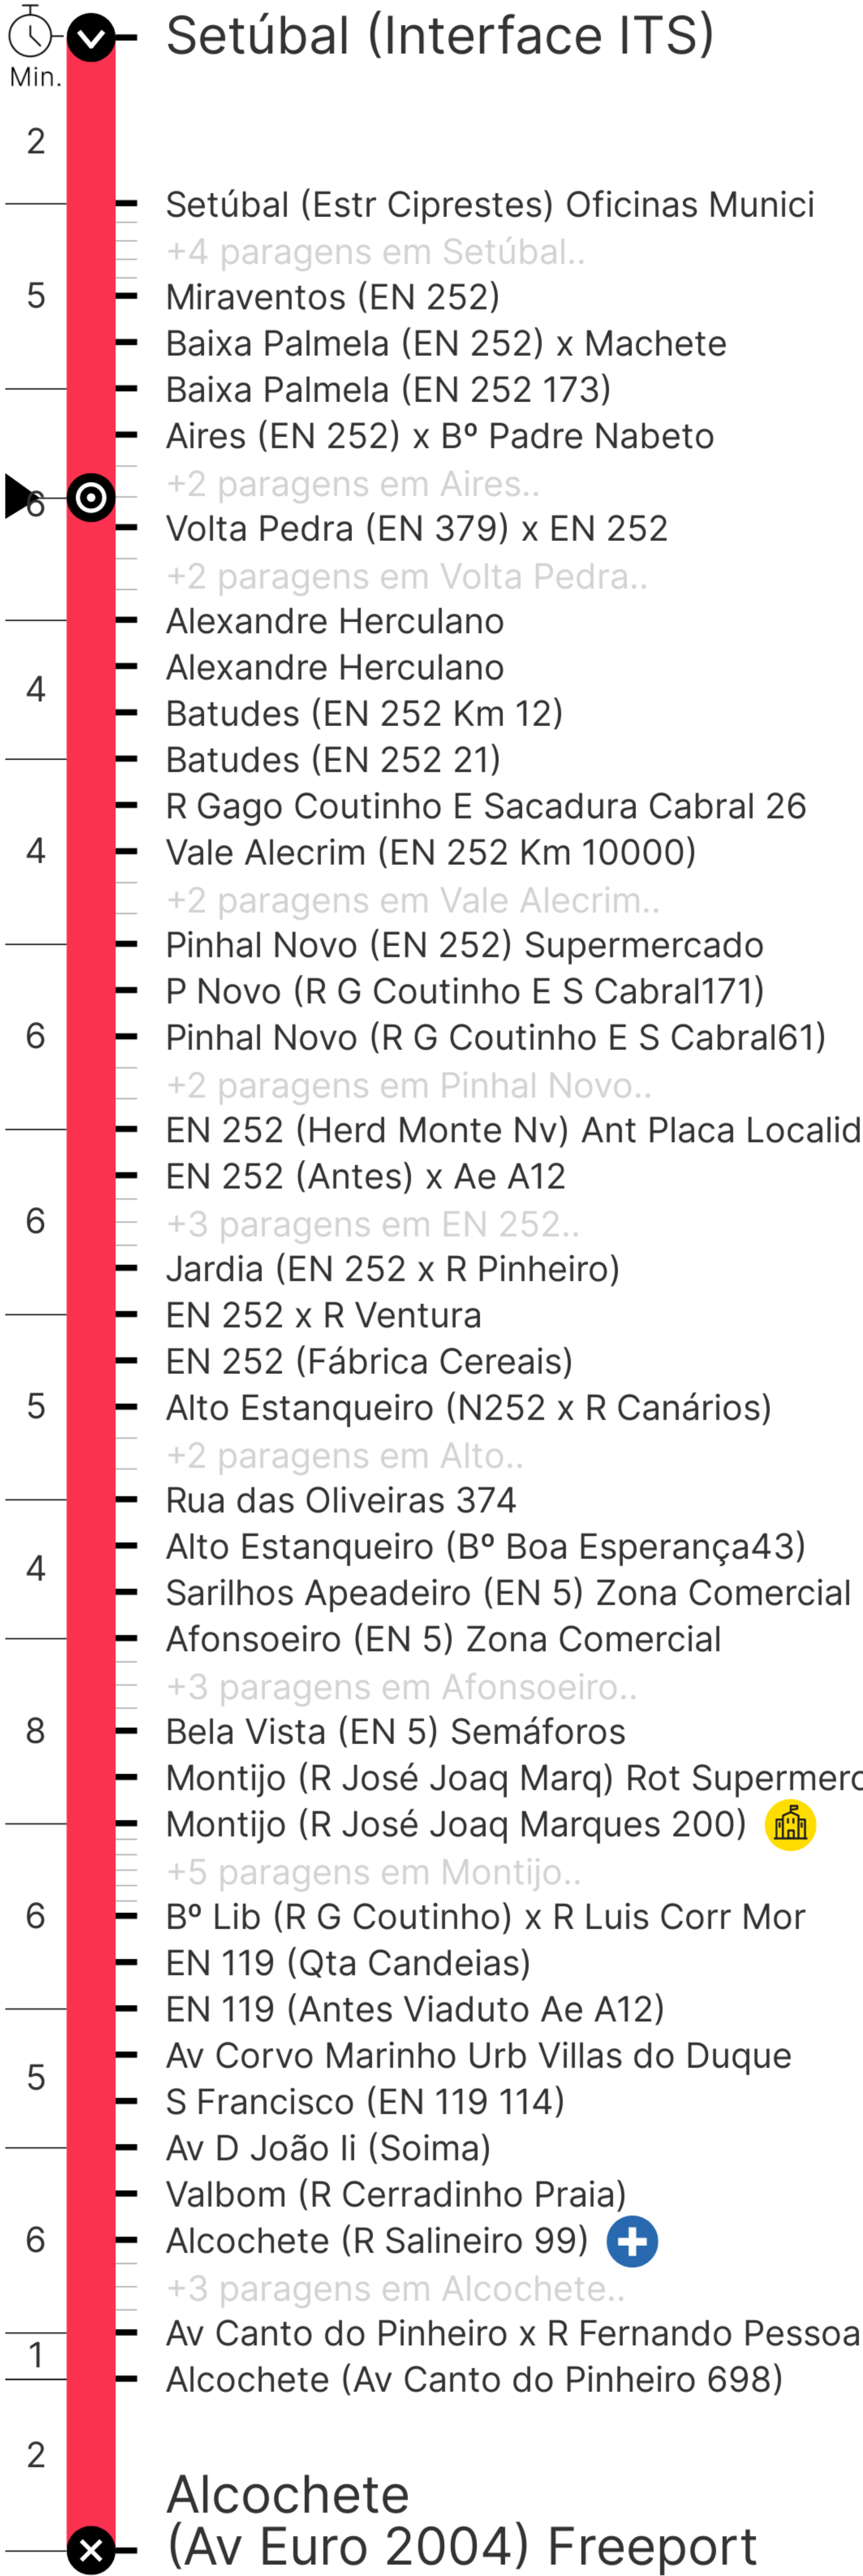 Setúbal (Interface ITS)
Min.
2
Setúbal (Estr Ciprestes) Oficinas Munici
+4 paragens em Setúbal..
5
Miraventos (EN 252)
Baixa Palmela (EN 252) x Machete
Baixa Palmela (EN 252 173)
Aires (EN 252) x Bº Padre Nabeto
+2 paragens em Aires..
6
Volta Pedra (EN 379) x EN 252
+2 paragens em Volta Pedra..
Alexandre Herculano
Alexandre Herculano
4
Batudes (EN 252 Km 12)
Batudes (EN 252 21)
R Gago Coutinho E Sacadura Cabral 26
4
Vale Alecrim (EN 252 Km 10000)
+2 paragens em Vale Alecrim..
Pinhal Novo (EN 252) Supermercado
P Novo (R G Coutinho E S Cabral171)
6
Pinhal Novo (R G Coutinho E S Cabral61)
+2 paragens em Pinhal Novo..
EN 252 (Herd Monte Nv) Ant Placa Localid
EN 252 (Antes) x Ae A12
6
+3 paragens em EN 252..
Jardia (EN 252 x R Pinheiro)
EN 252 x R Ventura
EN 252 (Fábrica Cereais)
5
Alto Estanqueiro (N252 x R Canários)
+2 paragens em Alto..
Rua das Oliveiras 374
Alto Estanqueiro (Bº Boa Esperança43)
4
Sarilhos Apeadeiro (EN 5) Zona Comercial
Afonsoeiro (EN 5) Zona Comercial
+3 paragens em Afonsoeiro..
8
Bela Vista (EN 5) Semáforos
Montijo (R José Joaq Marq) Rot Supermerc
Montijo (R José Joaq Marques 200)
+5 paragens em Montijo..
6
Bº Lib (R G Coutinho) x R Luis Corr Mor
EN 119 (Qta Candeias)
EN 119 (Antes Viaduto Ae A12)
Av Corvo Marinho Urb Villas do Duque
5
S Francisco (EN 119 114)
Av D João Ii (Soima)
Valbom (R Cerradinho Praia)
6
Alcochete (R Salineiro 99)
+3 paragens em Alcochete..
Av Canto do Pinheiro x R Fernando Pessoa
1
Alcochete (Av Canto do Pinheiro 698)
2
Alcochete
(Av Euro 2004) Freeport